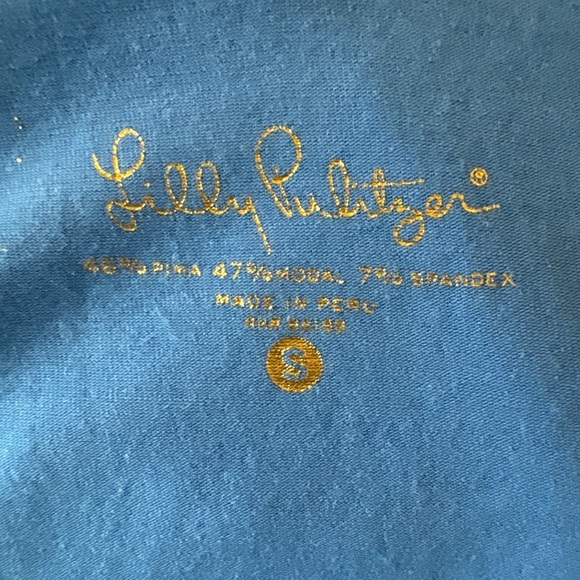 Lilly Pulitzer®
46% PIMA 47% MODAL 7% SPANDEX
MADE IN PERU
S